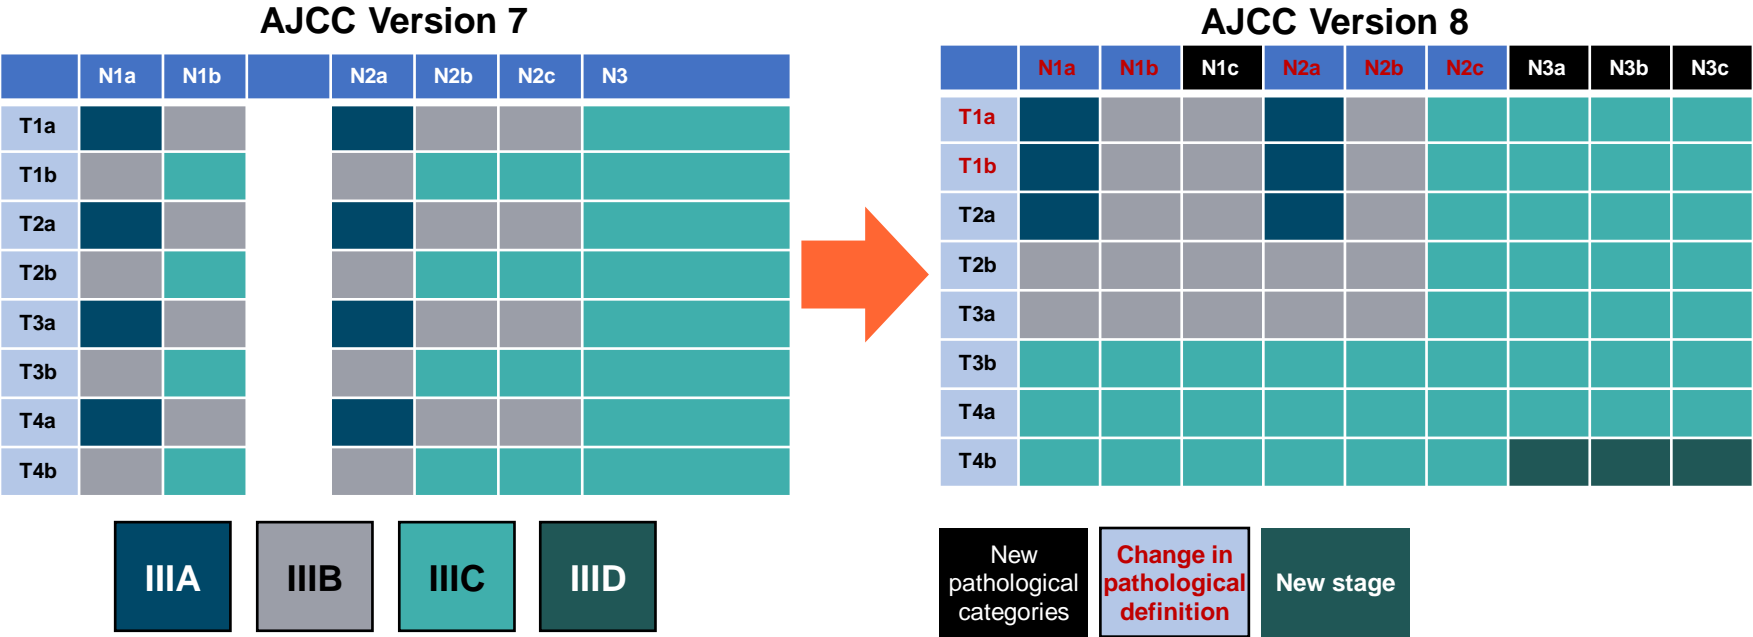 AJCC Version 7
N1a N1b N2a N2b N2c N3
T1a
T1b
T2a
T2b
T3a
T3b
T4a
T4b
IIIA IIIB IIIC IIID
AJCC Version 8
N1a N1b N1c N2a N2b N2c N3a N3b N3c
T1a
T1b
T2a
T2b
T3a
T3b
T4a
T4b
New
pathological
categories
Change in
pathological
definition
New stage